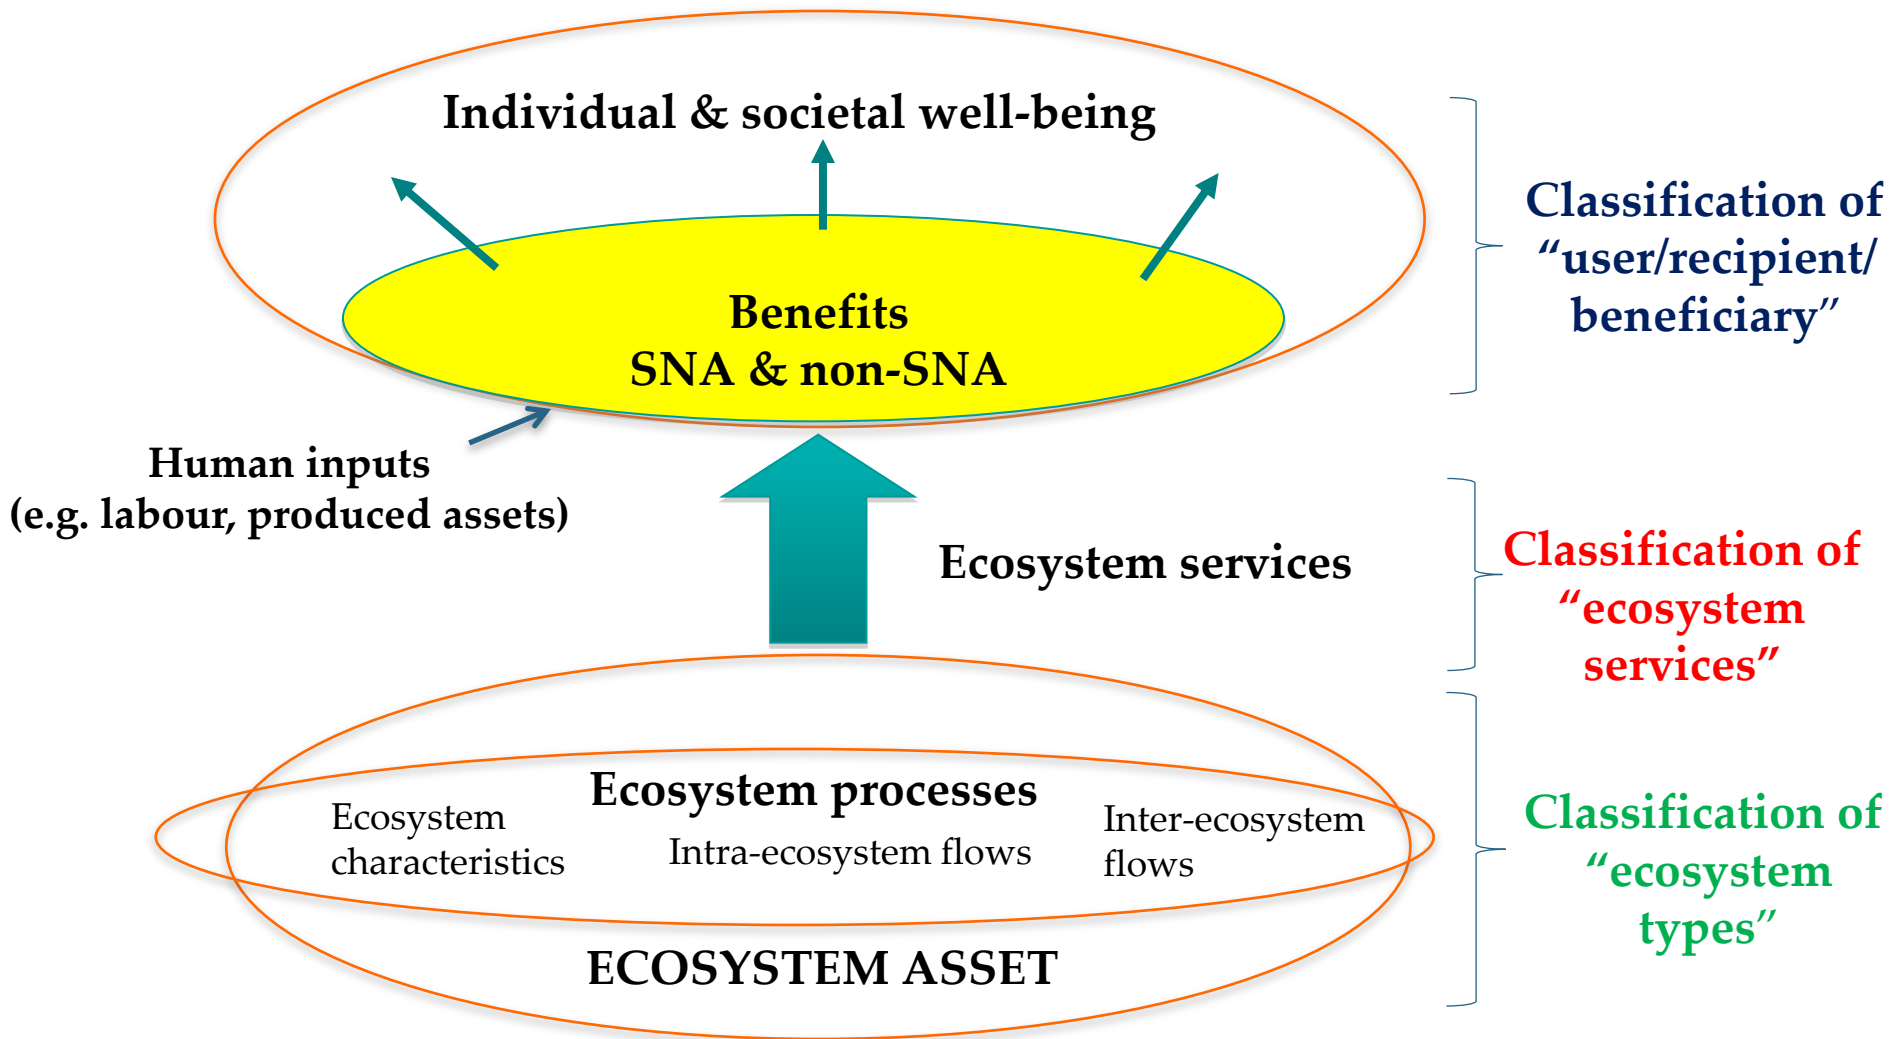 Individual & societal well-being
Benefits
SNA & non-SNA
Human inputs
(e.g. labour, produced assets)
Ecosystem services
Ecosystem processes
Ecosystem
characteristics
Intra-ecosystem flows
Inter-ecosystem
flows
ECOSYSTEM ASSET
Classification of
“user/recipient/
beneficiary”
Classification of
“ecosystem
services”
Classification of
“ecosystem
types”